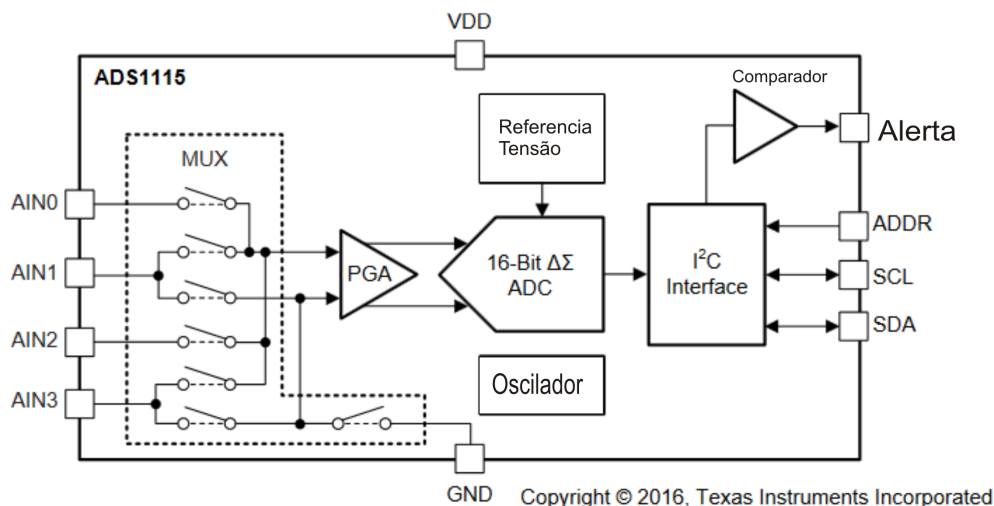 VDD
ADS1115
Comparador
Referencia
Tensão
Alerta
MUX
AIN0
ADDR
AIN1
PGA
16-Bit ΔΣ
ADC
I²C
Interface
SCL
AIN2
SDA
Oscilador
AIN3
GND
Copyright © 2016, Texas Instruments Incorporated